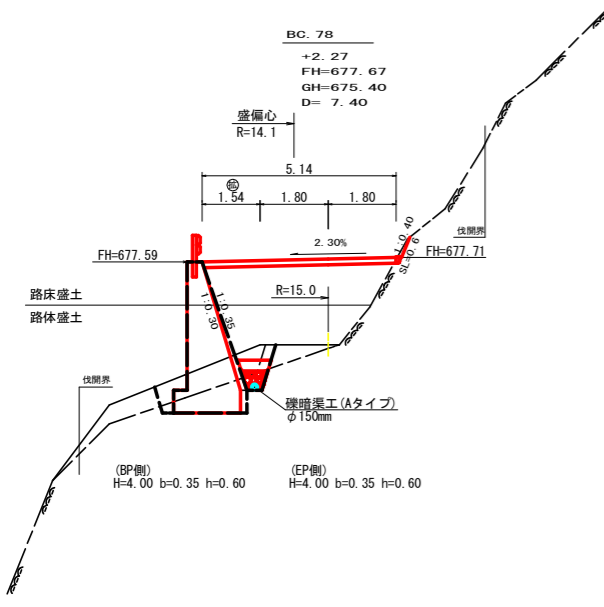 BC. 78
+2. 27
FH=677. 67
GH=675. 40
D= 7. 40
盛偏心
R=14. 1
5. 14
拡
1. 54
1. 80
1. 80
2. 30%
1:0. 40
SL=0. 6
伐開界
FH=677. 59
FH=677. 71
R=15. 0
路床盛土
路体盛土
1:0. 35
1:0. 30
伐開界
礫暗渠工(Aタイプ)
φ150mm
(BP側)
H=4. 00 b=0. 35 h=0. 60
(EP側)
H=4. 00 b=0. 35 h=0. 60